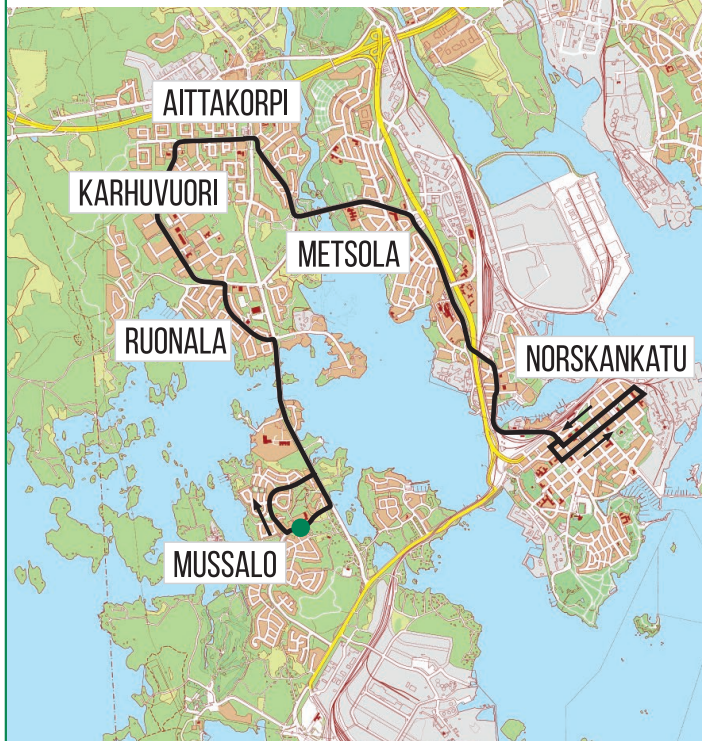 AITTAKORPI
KARHUVUORI
METSOLA
RUONALA
NORSKANKATU
MUSSALO